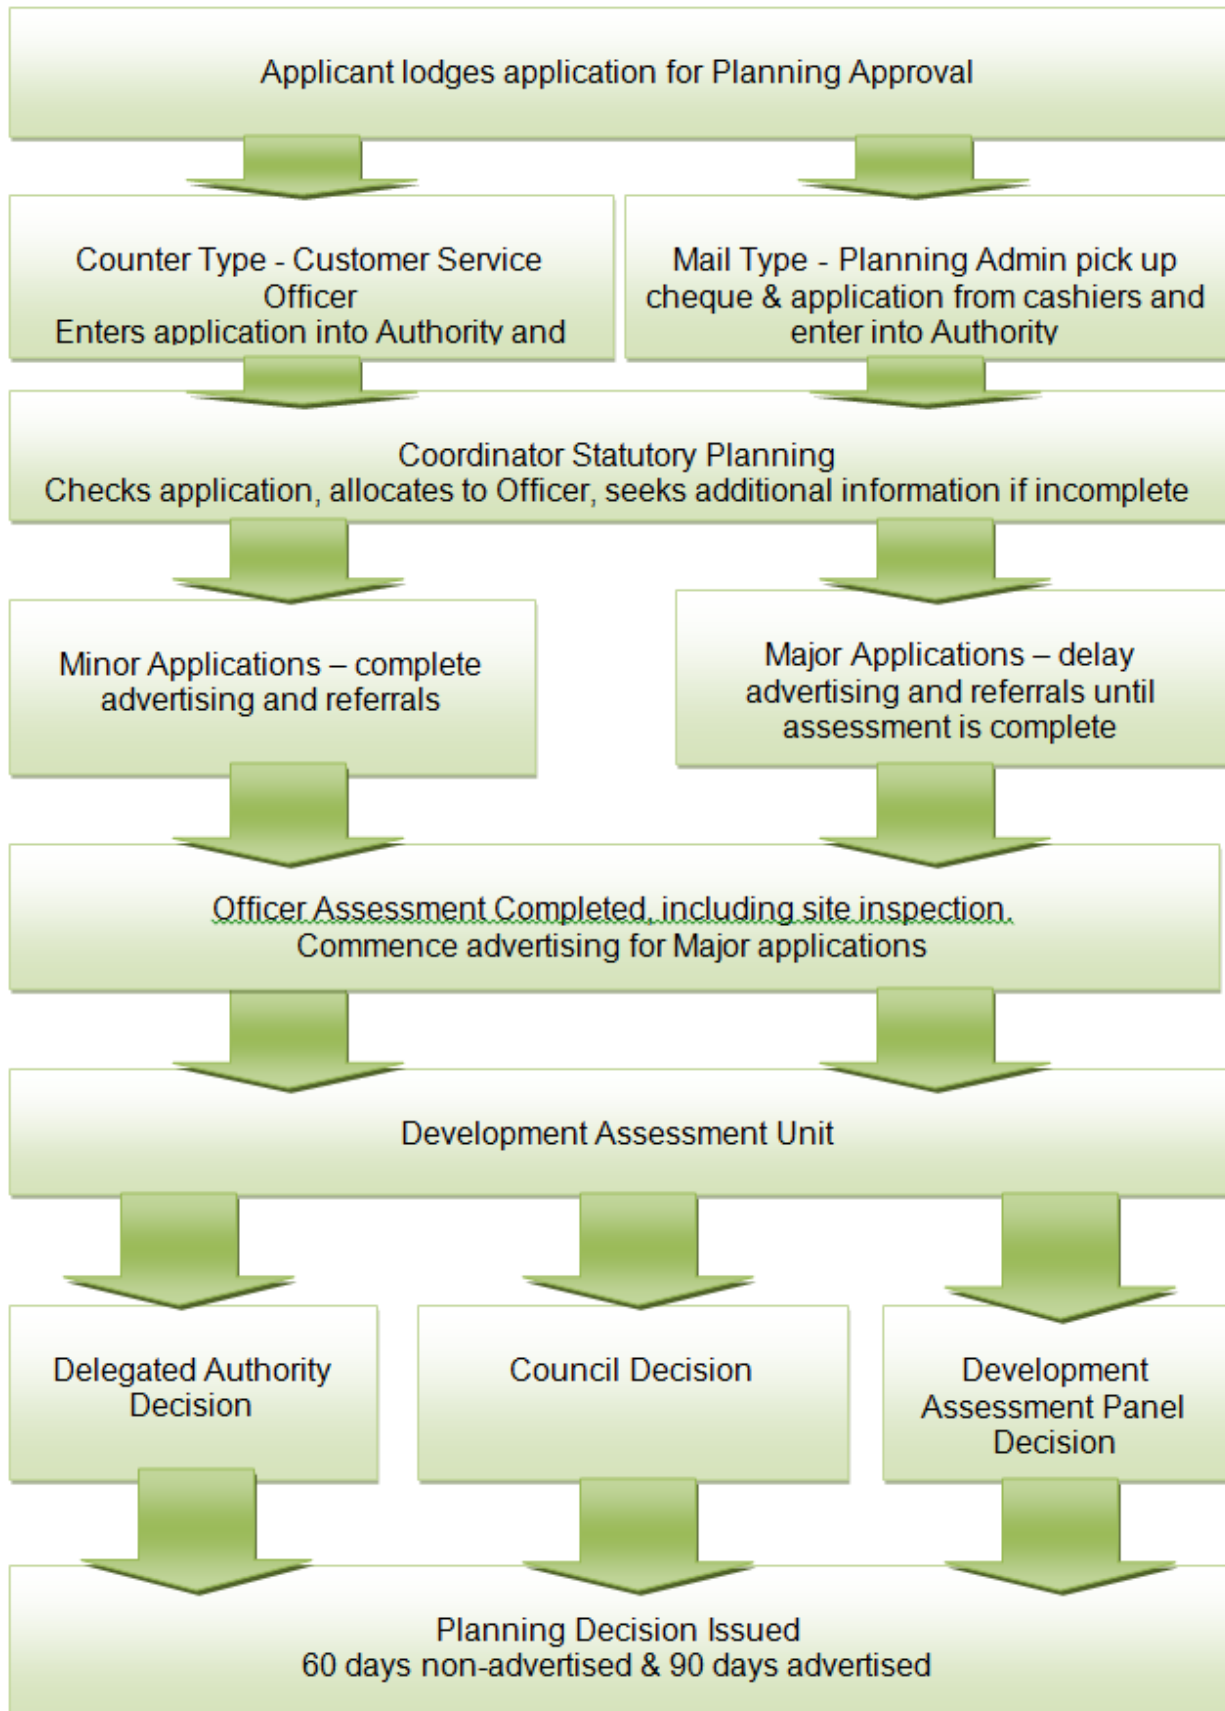 Applicant lodges application for Planning Approval
Counter Type - Customer Service
Officer
Enters application into Authority and
Mail Type - Planning Admin pick up
cheque & application from cashiers and
enter into Authority
Coordinator Statutory Planning
Checks application, allocates to Officer, seeks additional information if incomplete
Minor Applications – complete
advertising and referrals
Major Applications – delay
advertising and referrals until
assessment is complete
Officer Assessment Completed, including site inspection.
Commence advertising for Major applications
Development Assessment Unit
Delegated Authority
Decision
Council Decision
Development
Assessment Panel
Decision
Planning Decision Issued
60 days non-advertised & 90 days advertised